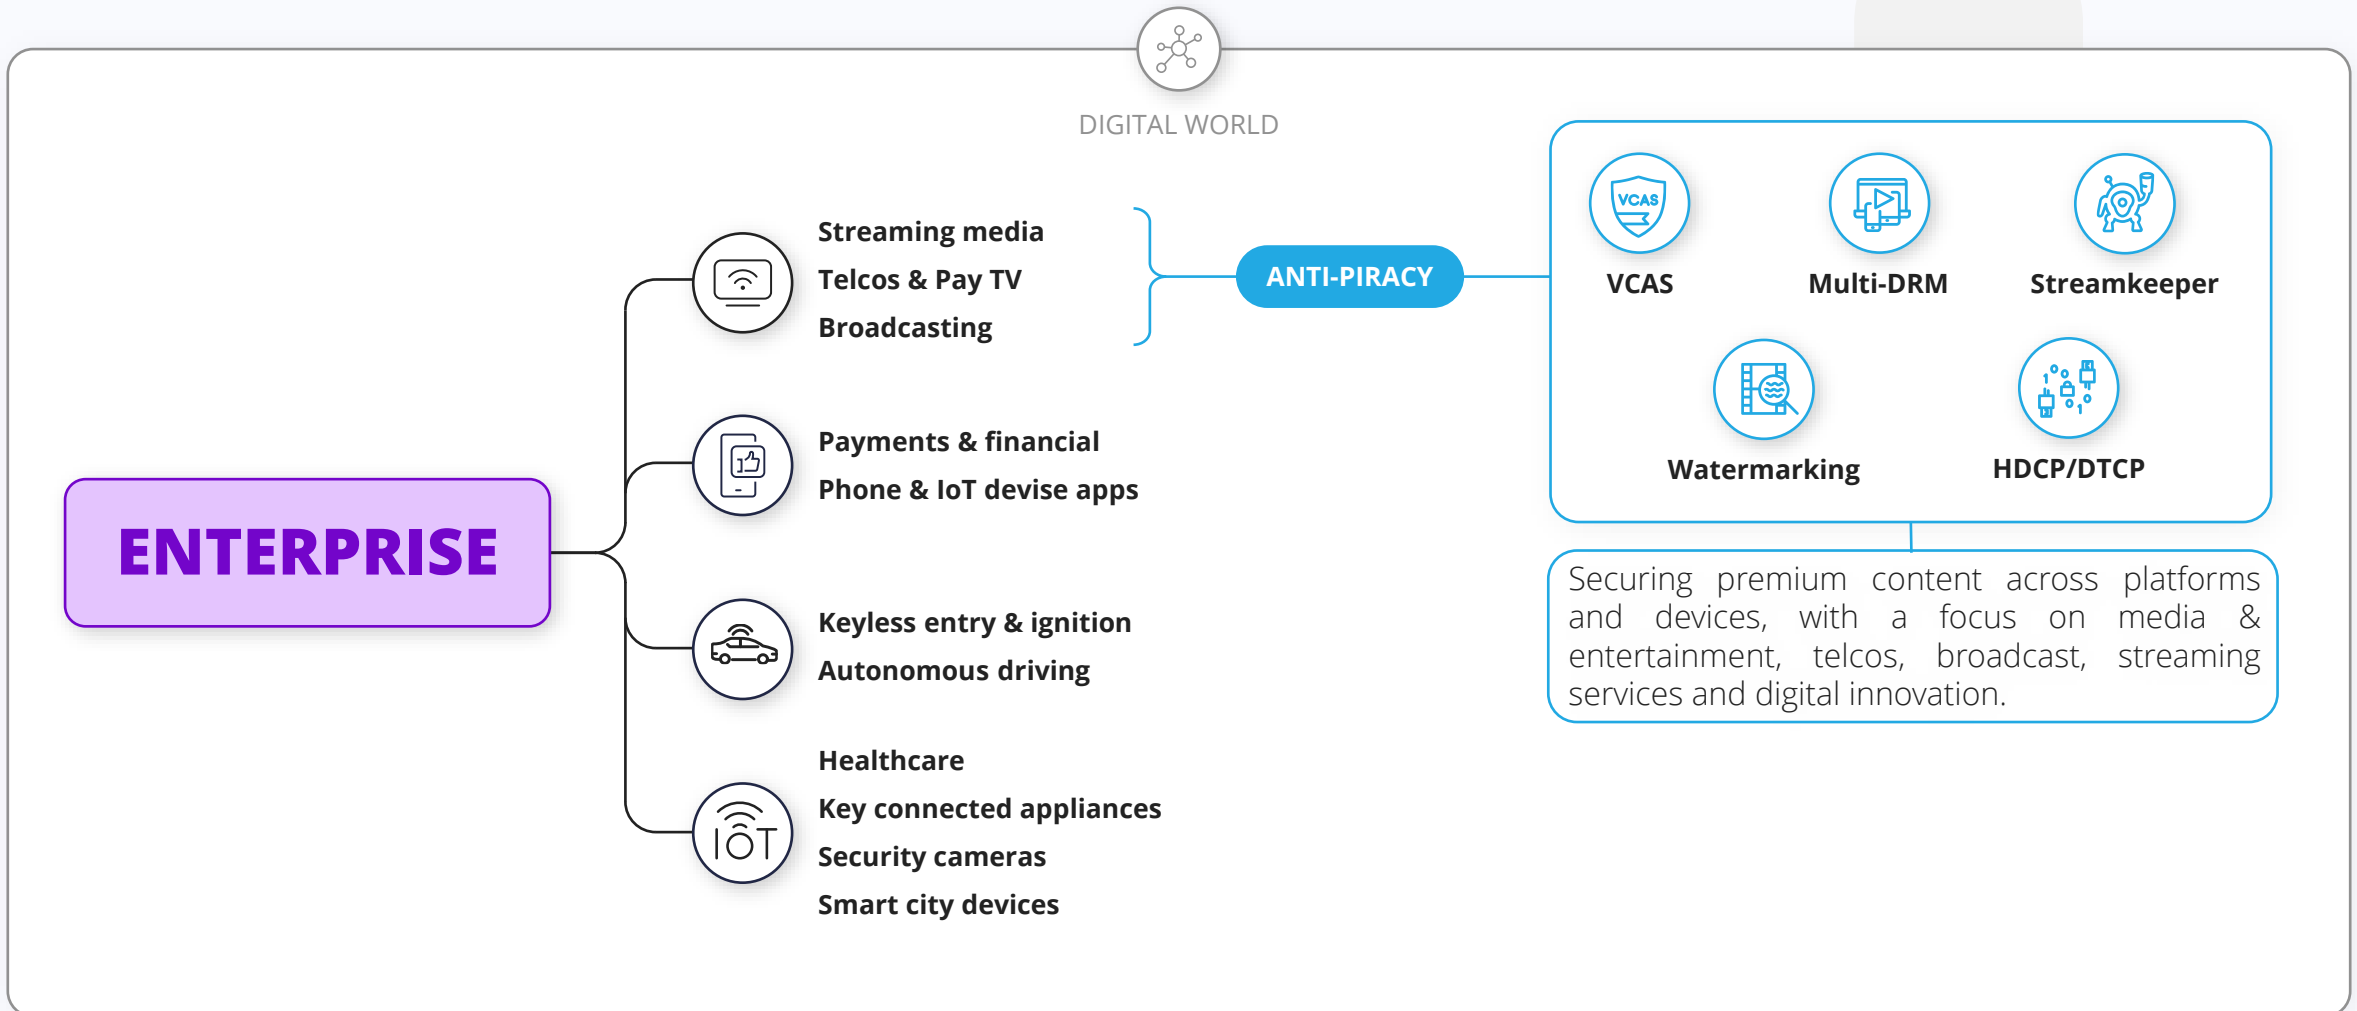 DIGITAL WORLD
ENTERPRISE
Streaming media
Telcos & Pay TV
Broadcasting
Payments & financial
Phone & IoT devise apps
Keyless entry & ignition
Autonomous driving
IOT
Healthcare
Key connected appliances
Security cameras
Smart city devices
ANTI-PIRACY
VCAS
VCAS
Multi-DRM
Streamkeeper
Watermarking
HDCP/DTCP
Securing premium content across platforms
and devices, with a focus on media &
entertainment, telcos, broadcast, streaming
services and digital innovation.